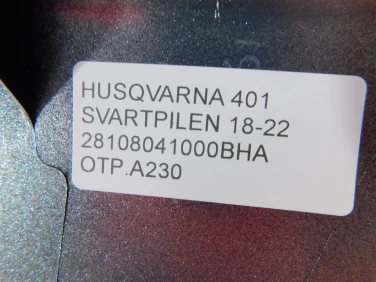 HUSQVARNA 401
SVARTPILEN 18-22
28108041000BHA
OTP.A230